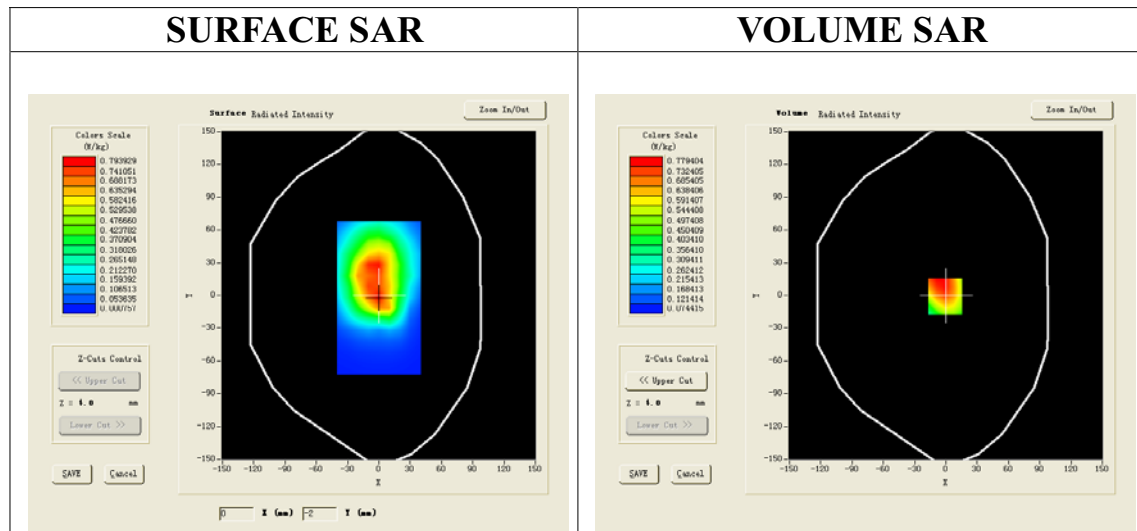 SURFACE SAR
VOLUME SAR
Surface Radiated Intensity
Zoom In/Out
Colors Scale
(W/kg)
0.793929
0.741051
0.688173
0.635294
0.582416
0.529538
0.476660
0.423782
0.370904
0.318026
0.265148
0.212270
0.159392
0.106513
0.053635
0.000757
150
120
90
60
30
0
-30
-60
-90
-120
-150
Y
-150 -120 -90 -60 -30 0 30 60 90 120 150
X
Z-Cuts Control
<< Upper Cut
Z = 4.0 mm
Lower Cut >>
SAVE Cancel
0 X (mm) -2 Y (mm)
Volume Radiated Intensity
Zoom In/Out
Colors Scale
(W/kg)
0.779404
0.732405
0.685405
0.638406
0.591407
0.544408
0.497408
0.450409
0.403410
0.356410
0.309411
0.262412
0.215413
0.168413
0.121414
0.074415
150
120
90
60
30
0
-30
-60
-90
-120
-150
Y
-150 -120 -90 -60 -30 0 30 60 90 120 150
X
Z-Cuts Control
<< Upper Cut
Z = 4.0 mm
Lower Cut >>
SAVE Cancel